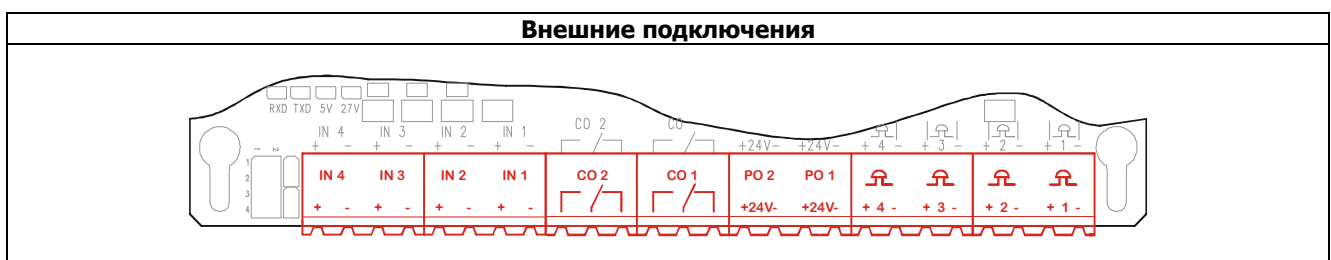 Внешние подключения
RXD TXD 5V 27V
IN 4 IN 3 IN 2 IN 1 CO 2 CO
+ - + - + - + - +24V- +24V- + 4 - + 3 - + 2 - + 1 -
1 2
1
2
3
4
IN 4 IN 3 IN 2 IN 1 CO 2 CO 1 PO 2 PO 1
+ - + - + - + - +24V- +24V- + 4 - + 3 - + 2 - + 1 -